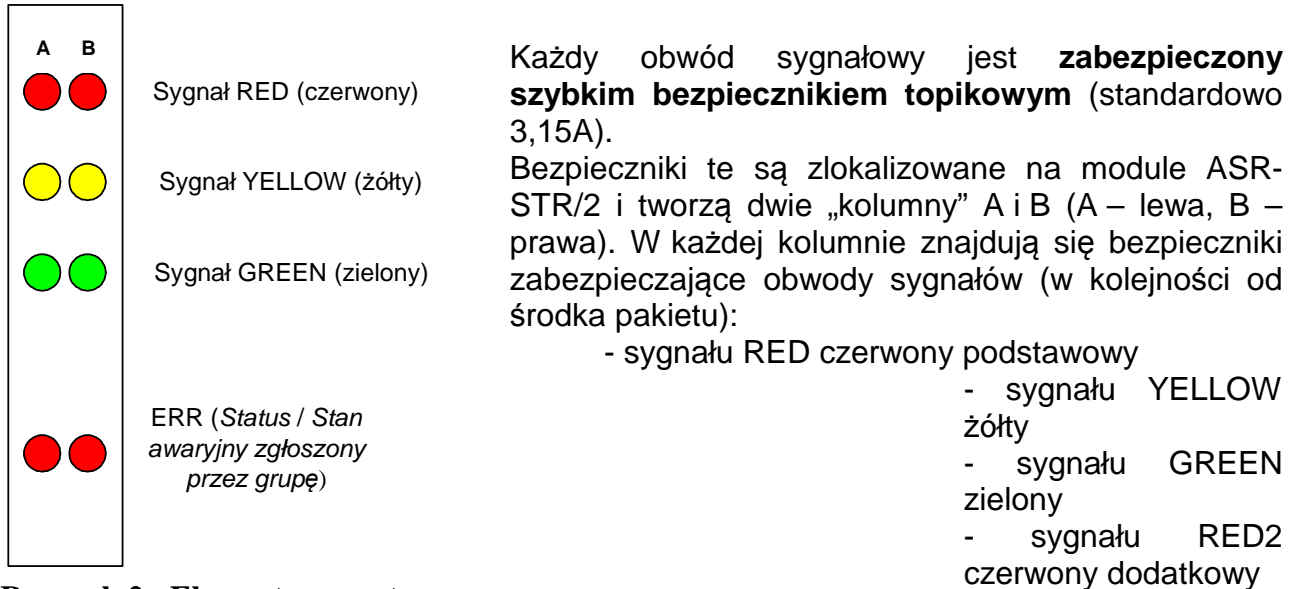 A B
Sygnał RED (czerwony)
Sygnał YELLOW (żółty)
Sygnał GREEN (zielony)
ERR (Status / Stan
awaryjny zgłoszony
przez grupę)
Każdy obwód sygnałowy jest zabezpieczony
szybkim bezpiecznikiem topikowym (standardowo
3,15A).
Bezpieczniki te są zlokalizowane na module ASR-
STR/2 i tworzą dwie „kolumny” A i B (A – lewa, B –
prawa). W każdej kolumnie znajdują się bezpieczniki
zabezpieczające obwody sygnałów (w kolejności od
środka pakietu):
- sygnału RED czerwony podstawowy
- sygnału YELLOW
żółty
- sygnału GREEN
zielony
- sygnału RED2
czerwony dodatkowy